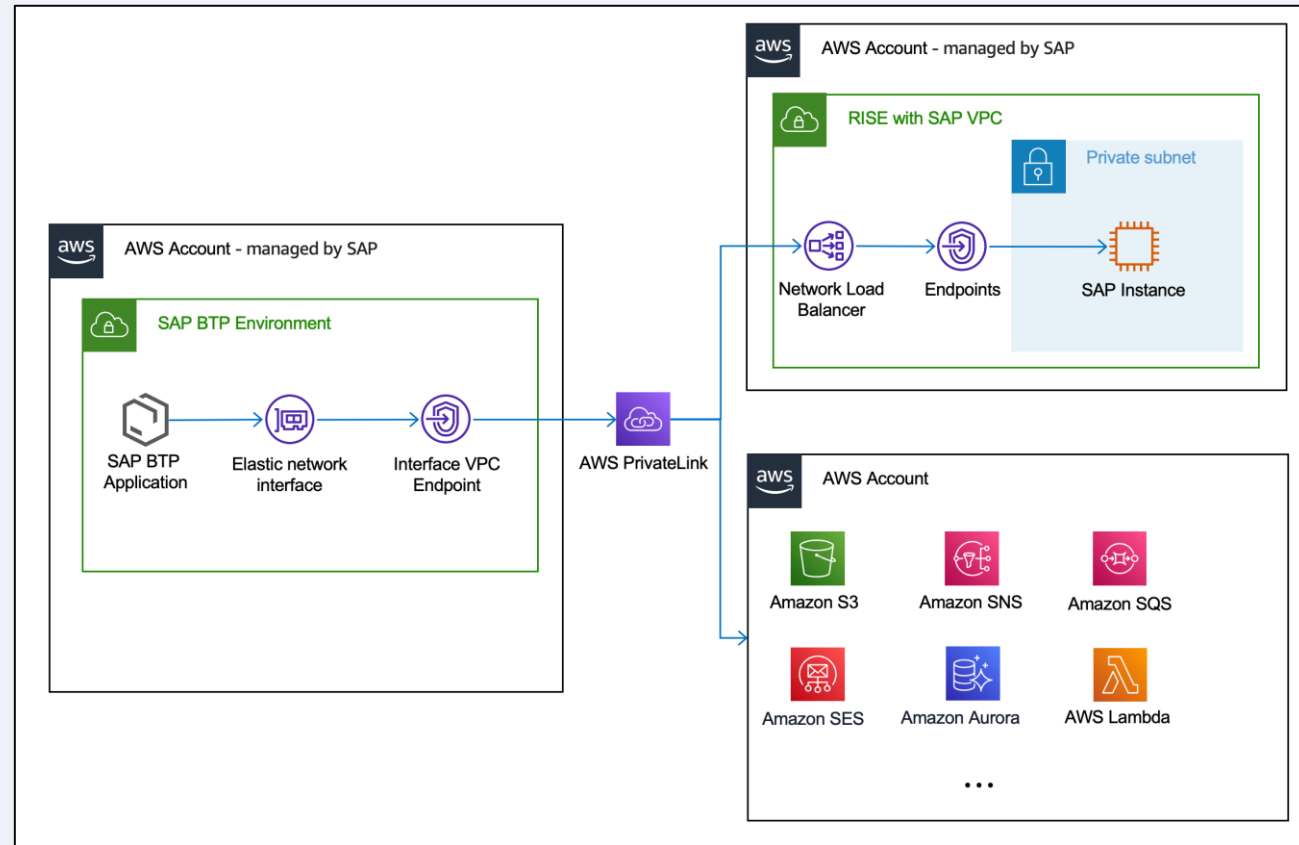 aws
AWS Account - managed by SAP
RISE with SAP VPC
Private subnet
Network Load
Balancer
Endpoints
SAP Instance
aws
AWS Account - managed by SAP
SAP BTP Environment
SAP BTP
Application
Elastic network
interface
Interface VPC
Endpoint
AWS PrivateLink
aws
AWS Account
Amazon S3
Amazon SNS
Amazon SQS
Amazon SES
Amazon Aurora
AWS Lambda
...